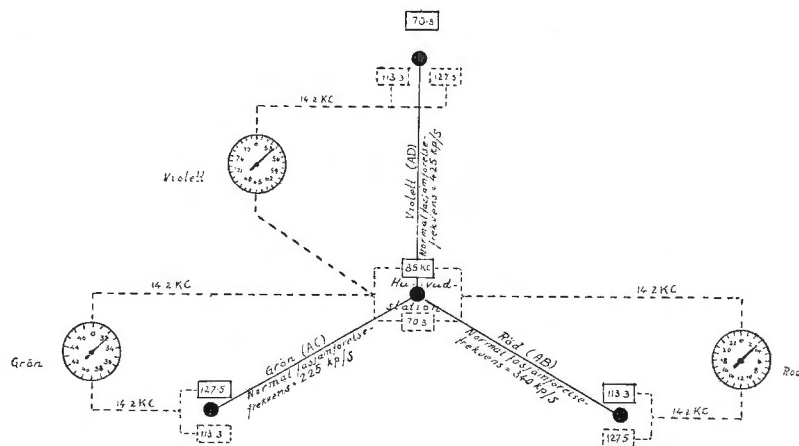 70.8
113.3
127.5
14.2 KC
Violett
Violett (AD)
Normal fasjämförelse-
frekvens = 425 kp/s
85 KC
Huvud-
station
70.8
14.2 KC
14.2 KC
Grön
Grön (AC)
Normal fasjämförelse-
frekvens = 225 kp/s
Röd (AB)
Normal fasjämförelse-
frekvens = 340 kp/s
127.5
113.3
14.2 KC
113.3
127.5
14.2 KC